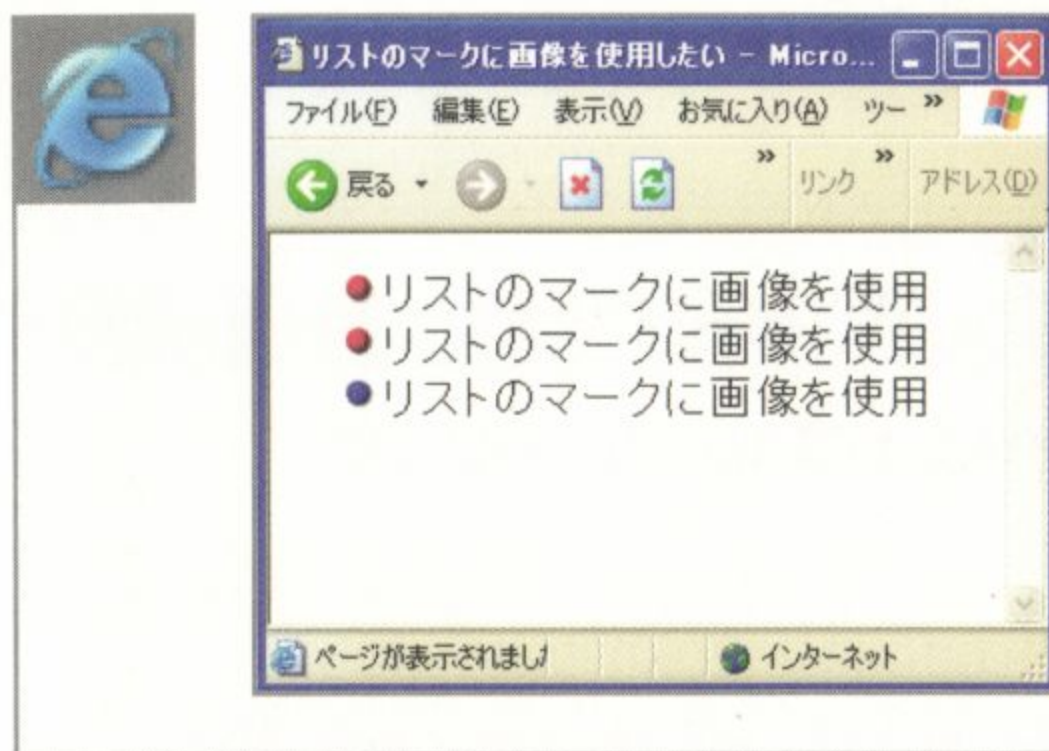 リストのマークに画像を使用したい - Micro...
ファイル(F) 編集(E) 表示(V) お気に入り(A) ツー »
戻る » リンク » アドレス(D)
リストのマークに画像を使用
リストのマークに画像を使用
リストのマークに画像を使用
ページが表示されまし
インターネット